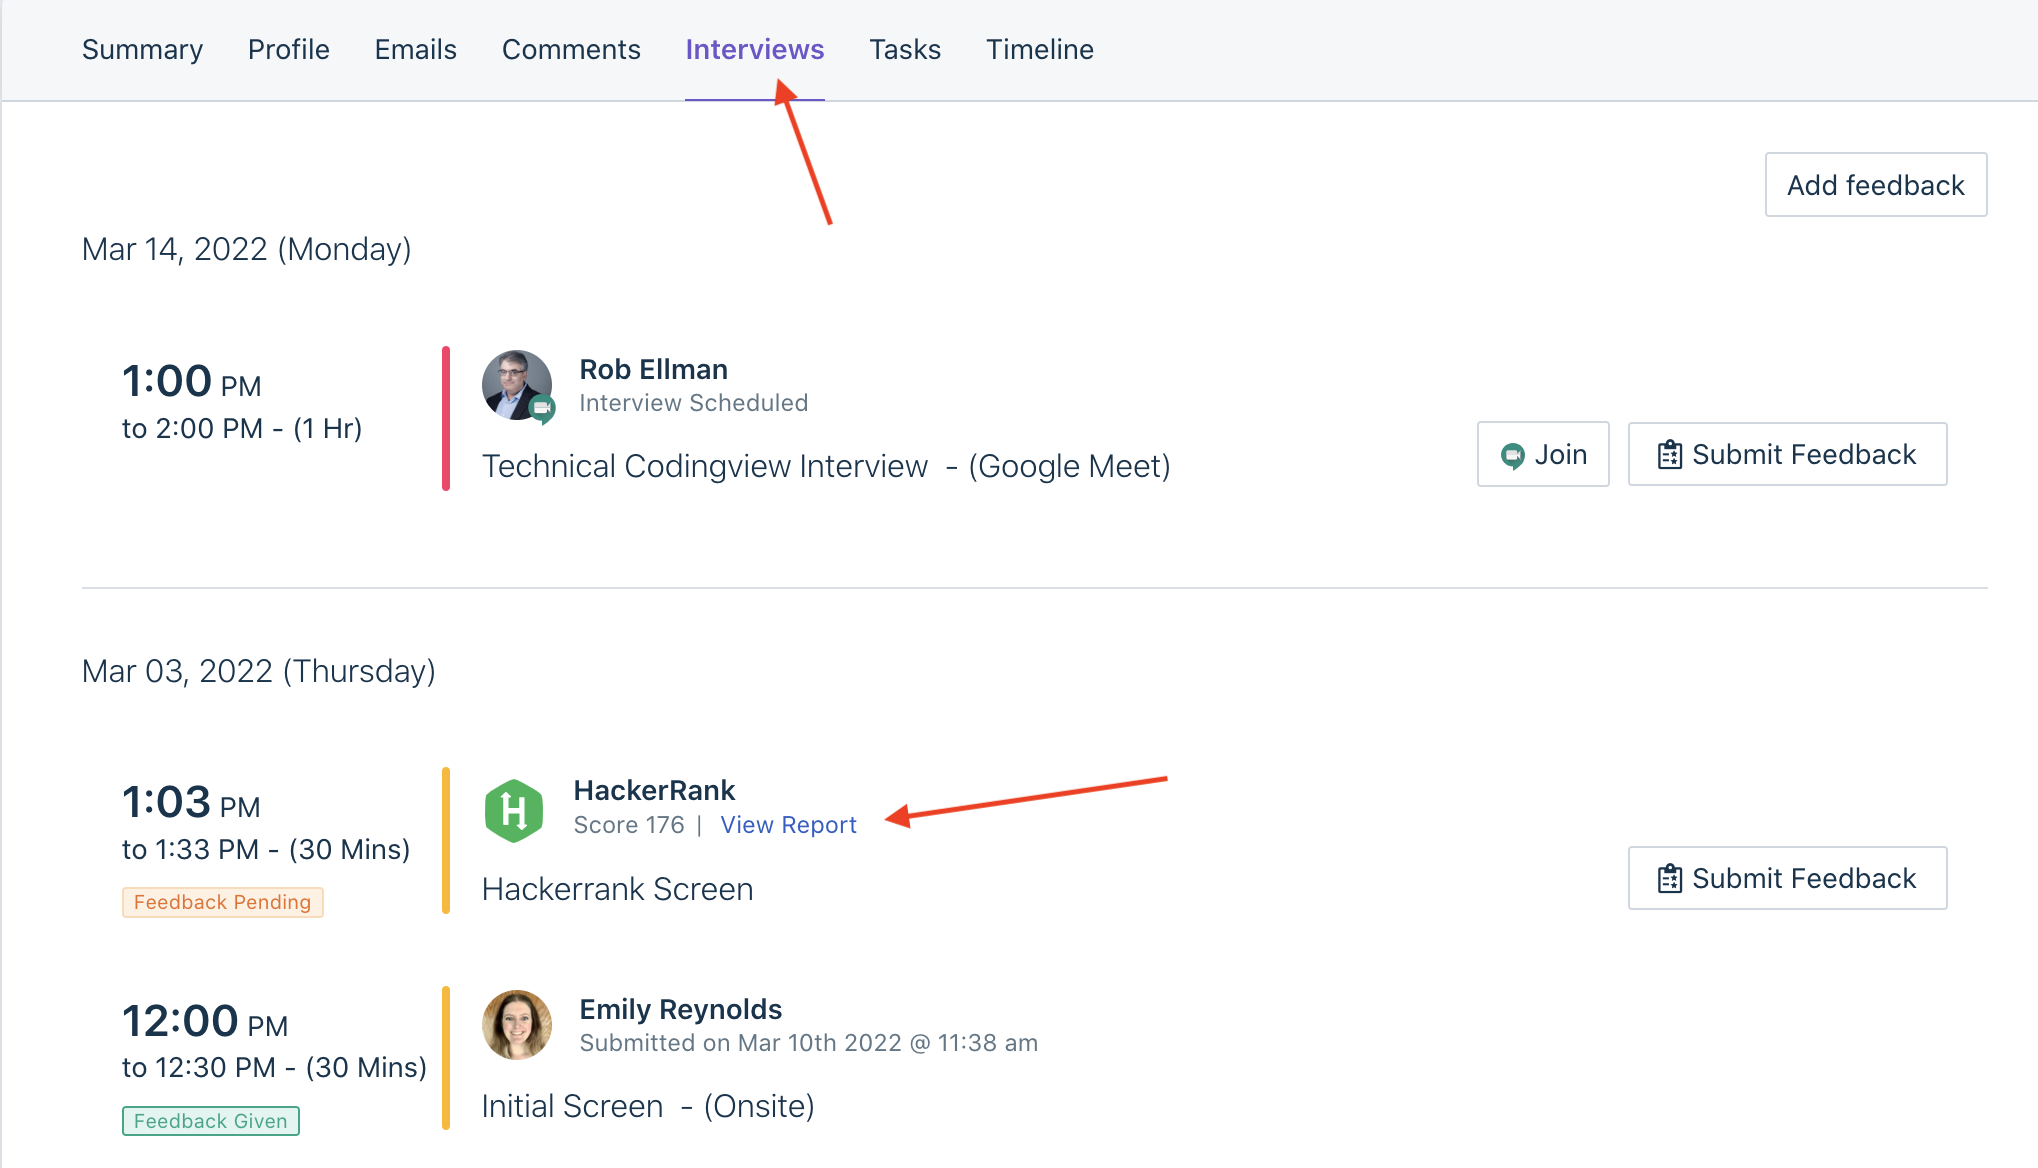 Summary Profile Emails Comments Interviews Tasks Timeline
Add feedback
Mar 14, 2022 (Monday)
1:00 PM
to 2:00 PM - (1 Hr)
Rob Ellman
Interview Scheduled
Technical Codingview Interview - (Google Meet)
Join
Submit Feedback
Mar 03, 2022 (Thursday)
1:03 PM
to 1:33 PM - (30 Mins)
Feedback Pending
H
HackerRank
Score 176 | View Report
Hackerrank Screen
Submit Feedback
12:00 PM
to 12:30 PM - (30 Mins)
Feedback Given
Emily Reynolds
Submitted on Mar 10th 2022 @ 11:38 am
Initial Screen - (Onsite)